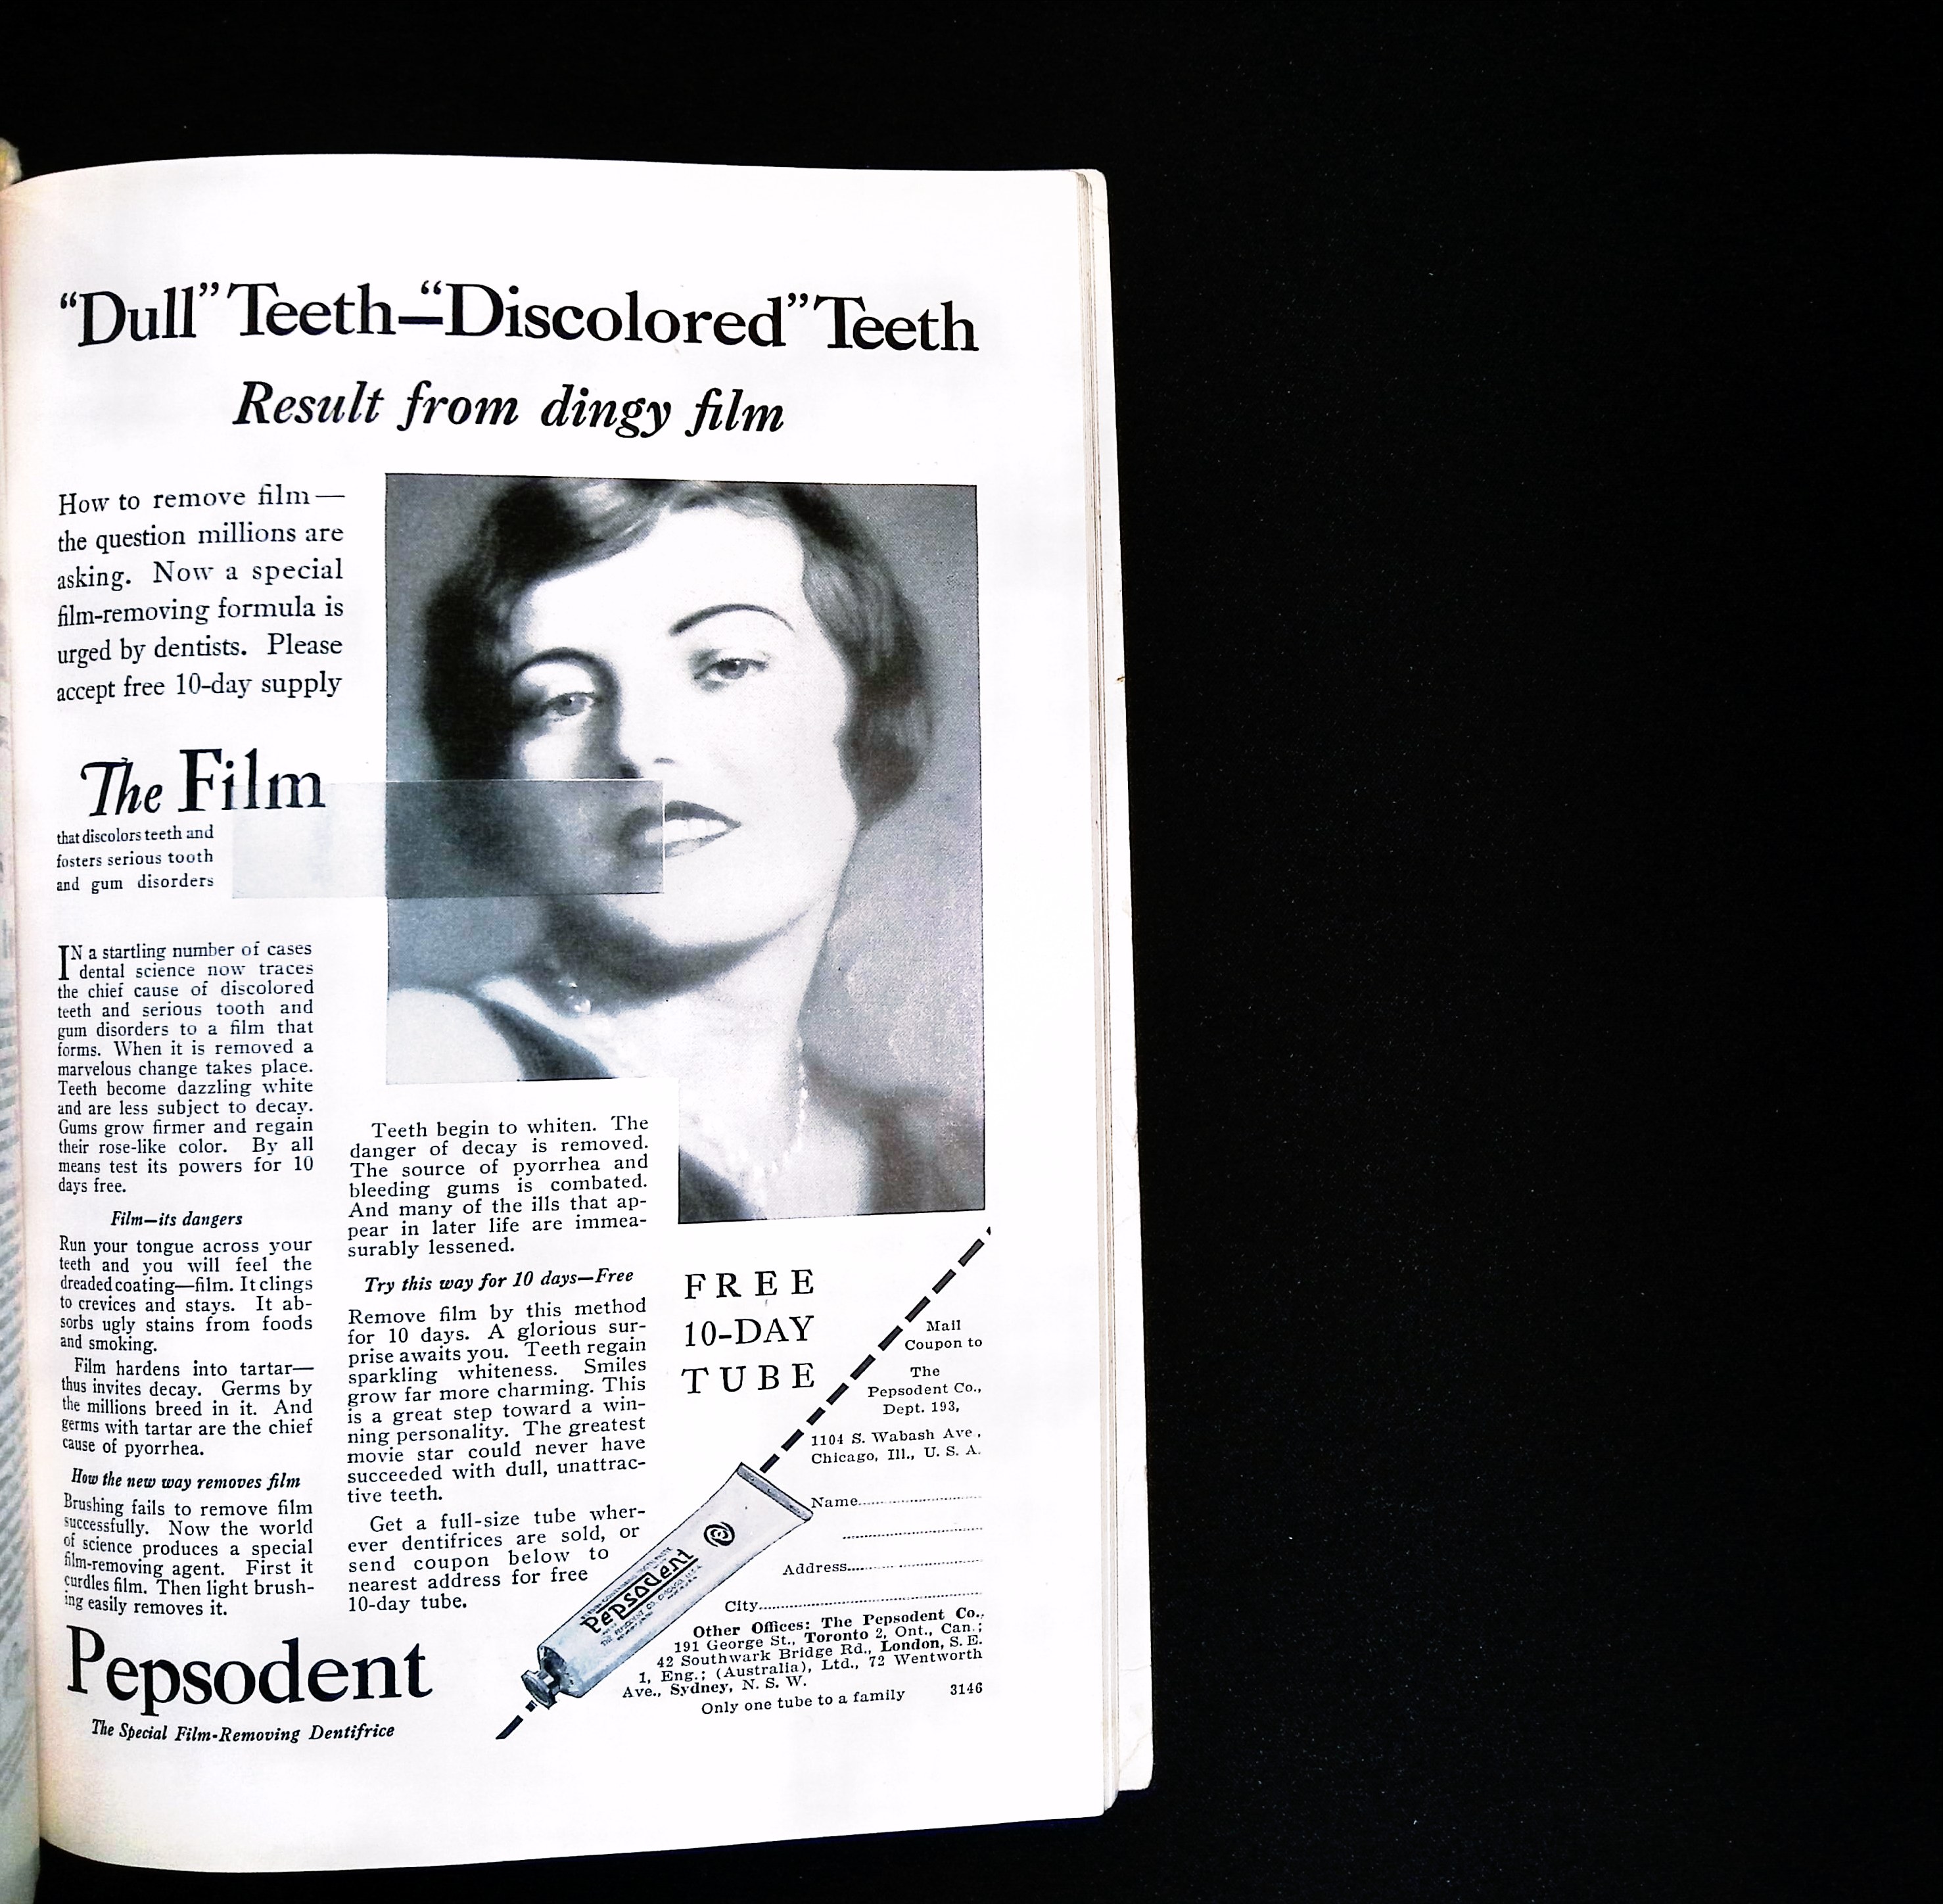 “Dull” Teeth—“Discolored” Teeth
Result from dingy film
How to remove film—
the question millions are
asking. Now a special
film-removing formula is
urged by dentists. Please
accept free 10-day supply
The Film
that discolors teeth and
fosters serious tooth
and gum disorders
IN a startling number of cases
dental science now traces
the chief cause of discolored
teeth and serious tooth and
gum disorders to a film that
forms. When it is removed a
marvelous change takes place.
Teeth become dazzling white
and are less subject to decay.
Gums grow firmer and regain
their rose-like color. By all
means test its powers for 10
days free.
Film—its dangers
Run your tongue across your
teeth and you will feel the
dreaded coating—film. It clings
to crevices and stays. It ab-
sorbs ugly stains from foods
and smoking.
Film hardens into tartar—
thus invites decay. Germs by
the millions breed in it. And
germs with tartar are the chief
cause of pyorrhea.
How the new way removes film
Brushing fails to remove film
successfully. Now the world
of science produces a special
film-removing agent. First it
curdles film. Then light brush-
ing easily removes it.
Teeth begin to whiten. The
danger of decay is removed.
The source of pyorrhea and
bleeding gums is combated.
And many of the ills that ap-
pear in later life are immea-
surably lessened.
Try this way for 10 days—Free
Remove film by this method
for 10 days. A glorious sur-
prise awaits you. Teeth regain
sparkling whiteness. Smiles
grow far more charming. This
is a great step toward a win-
ning personality. The greatest
movie star could never have
succeeded with dull, unattrac-
tive teeth.
Get a full-size tube wher-
ever dentifrices are sold, or
send coupon below to
nearest address for free
10-day tube.
Pepsodent
The Special Film-Removing Dentifrice
FREE
10-DAY
TUBE
Mail
Coupon to
The
Pepsodent Co.,
Dept. 193,
1104 S. Wabash Ave.,
Chicago, Ill., U. S. A.
Name
Address
City
Pepsodent
Other Offices: The Pepsodent Co.,
191 George St., Toronto 2, Ont., Can.;
42 Southwark Bridge Rd., London, S. E.
1, Eng.; (Australia), Ltd., 72 Wentworth
Ave., Sydney, N. S. W.
Only one tube to a family 3146